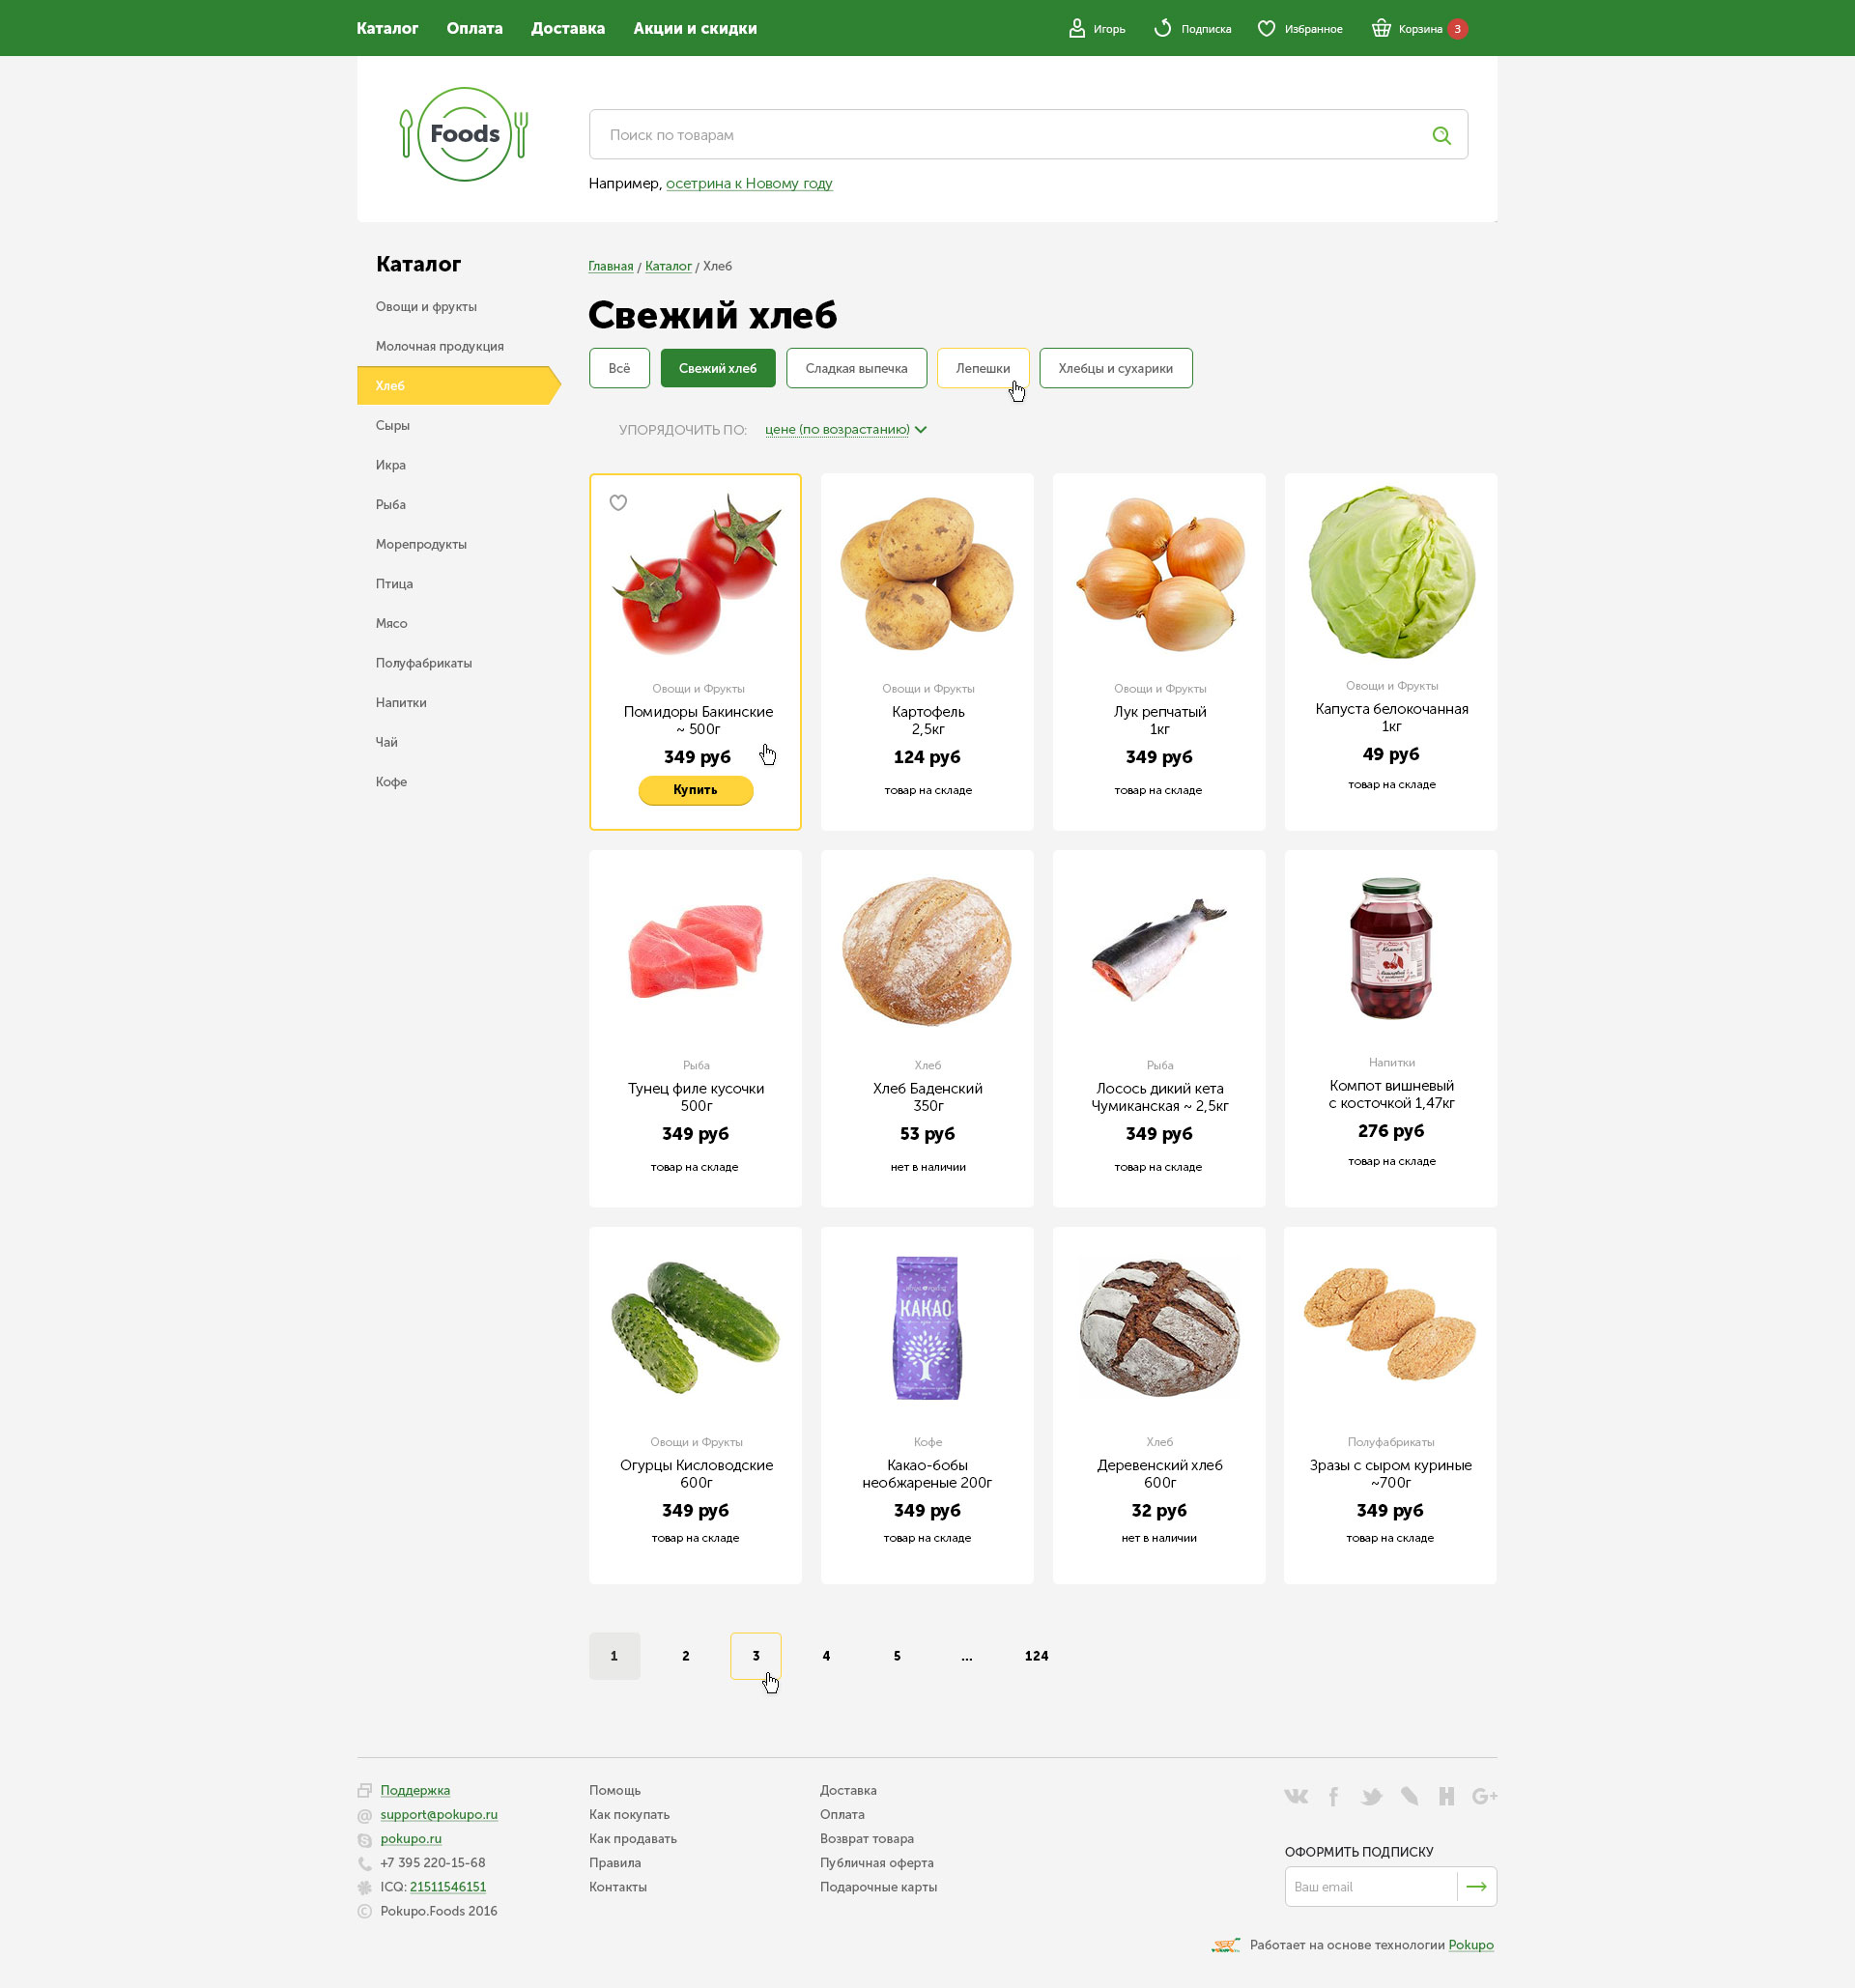 Каталог Оплата Доставка Акции и скидки Игорь Подписка Избранное Корзина 3
Foods
Поиск по товарам
Например, осетрина к Новому году
Каталог
Овощи и фрукты
Молочная продукция
Хлеб
Сыры
Икра
Рыба
Морепродукты
Птица
Мясо
Полуфабрикаты
Напитки
Чай
Кофе
Главная / Каталог / Хлеб
Свежий хлеб
Всё Свежий хлеб Сладкая выпечка Лепешки Хлебцы и сухарики
УПОРЯДОЧИТЬ ПО: цене (по возрастанию)
Овощи и Фрукты
Помидоры Бакинские
~ 500г
349 руб
Купить
Овощи и Фрукты
Картофель
2,5кг
124 руб
товар на складе
Овощи и Фрукты
Лук репчатый
1кг
349 руб
товар на складе
Овощи и Фрукты
Капуста белокочанная
1кг
49 руб
товар на складе
Рыба
Тунец филе кусочки
500г
349 руб
товар на складе
Хлеб
Хлеб Баденский
350г
53 руб
нет в наличии
Рыба
Лосось дикий кета
Чумиканская ~ 2,5кг
349 руб
товар на складе
Напитки
Компот вишневый
с косточкой 1,47кг
276 руб
товар на складе
Овощи и Фрукты
Огурцы Кисловодские
600г
349 руб
товар на складе
КАКАО
Кофе
Какао-бобы
необжареные 200г
349 руб
товар на складе
Хлеб
Деревенский хлеб
600г
32 руб
нет в наличии
Полуфабрикаты
Зразы с сыром куриные
~700г
349 руб
товар на складе
1 2 3 4 5 ... 124
Поддержка
support@pokupo.ru
pokupo.ru
+7 395 220-15-68
ICQ: 21511546151
© Pokupo.Foods 2016
Помощь
Как покупать
Как продавать
Правила
Контакты
Доставка
Оплата
Возврат товара
Публичная оферта
Подарочные карты
ОФОРМИТЬ ПОДПИСКУ
Ваш email
Работает на основе технологии Pokupo